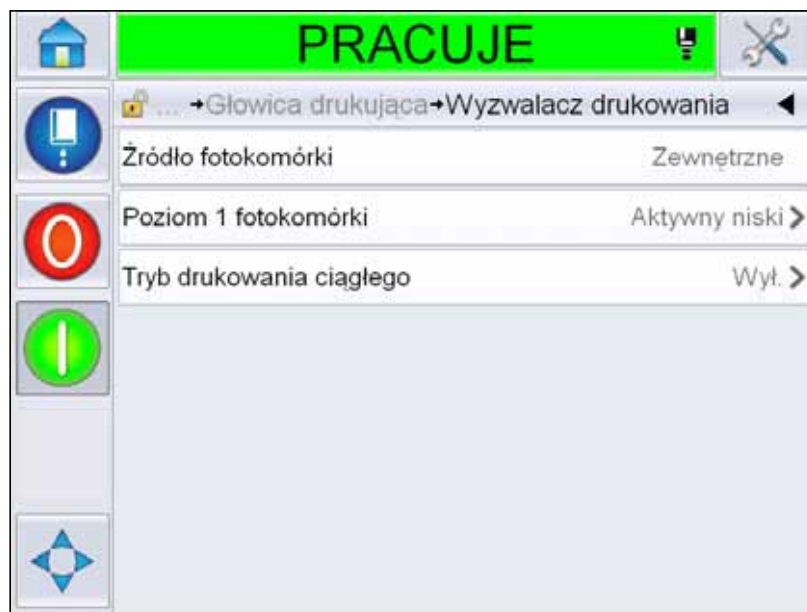 PRACUJE
... →Głowica drukująca→Wyzwalacz drukowania
Źródło fotokomórki Zewnętrzne
Poziom 1 fotokomórki Aktywny niski
Tryb drukowania ciągłego Wył.